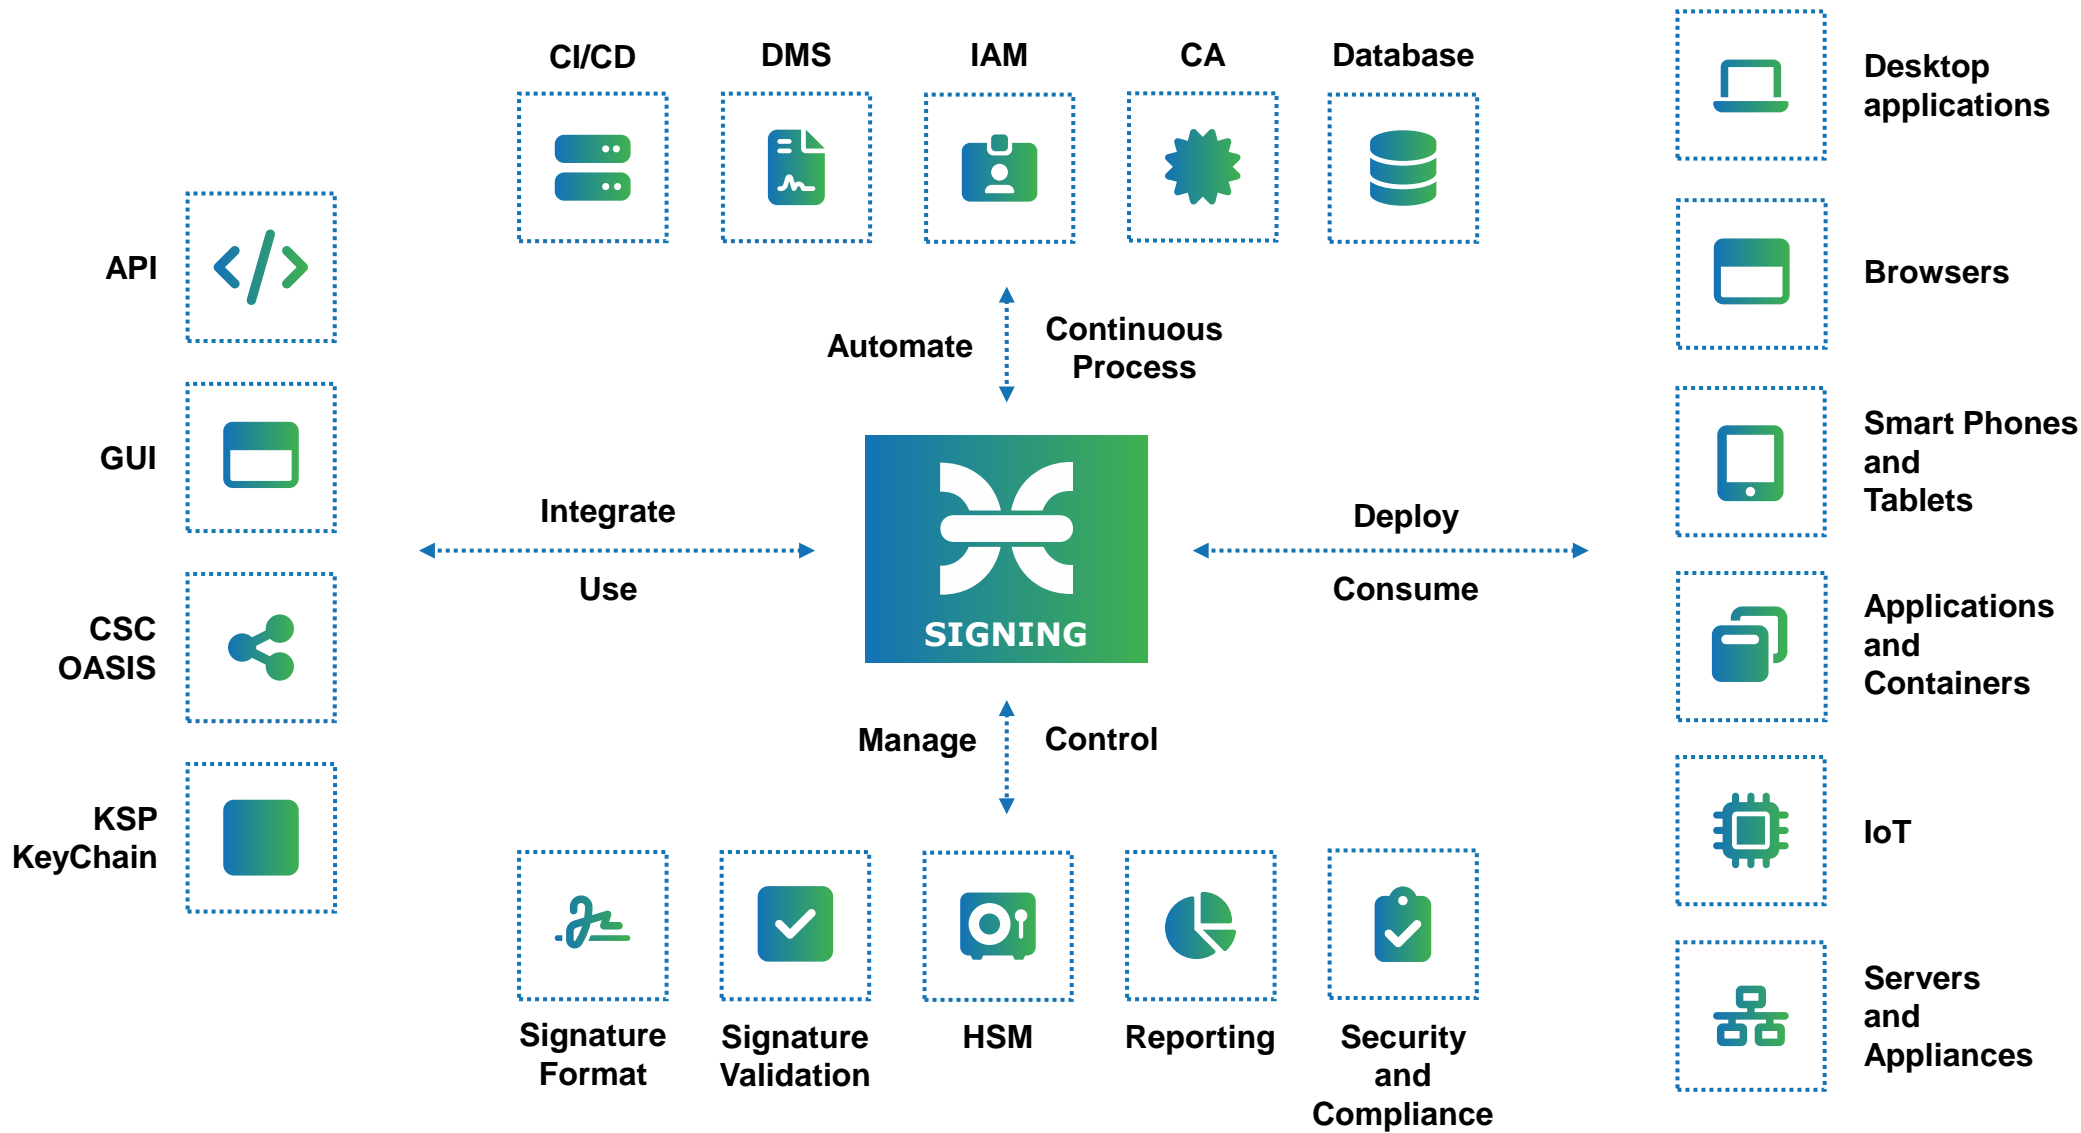 CI/CD
DMS
IAM
CA
Database
API
GUI
CSC
OASIS
KSP
KeyChain
Automate
Continuous
Process
Integrate
Use
SIGNING
Deploy
Consume
Manage
Control
Signature
Format
Signature
Validation
HSM
Reporting
Security
and
Compliance
Desktop
applications
Browsers
Smart Phones
and
Tablets
Applications
and
Containers
IoT
Servers
and
Appliances